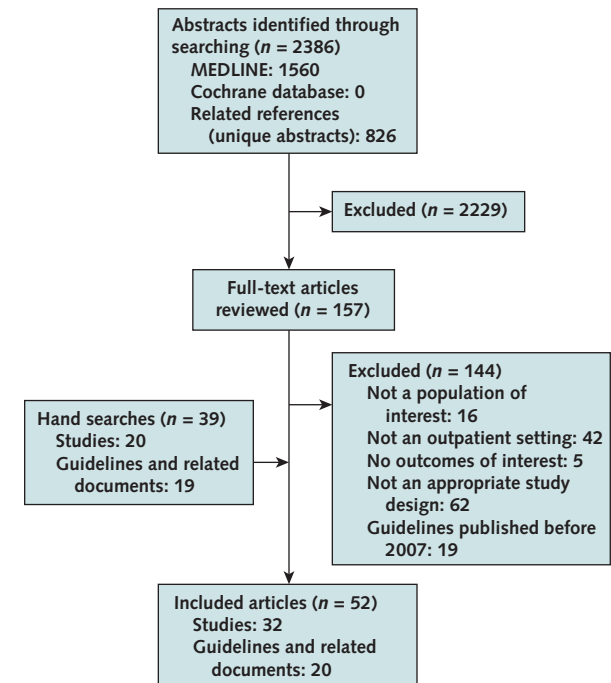 Abstracts identified through
searching (n = 2386)
MEDLINE: 1560
Cochrane database: 0
Related references
(unique abstracts): 826
Excluded (n = 2229)
Full-text articles
reviewed (n = 157)
Excluded (n = 144)
Not a population of
interest: 16
Not an outpatient setting: 42
No outcomes of interest: 5
Not an appropriate study
design: 62
Guidelines published before
2007: 19
Hand searches (n = 39)
Studies: 20
Guidelines and related
documents: 19
Included articles (n = 52)
Studies: 32
Guidelines and related
documents: 20